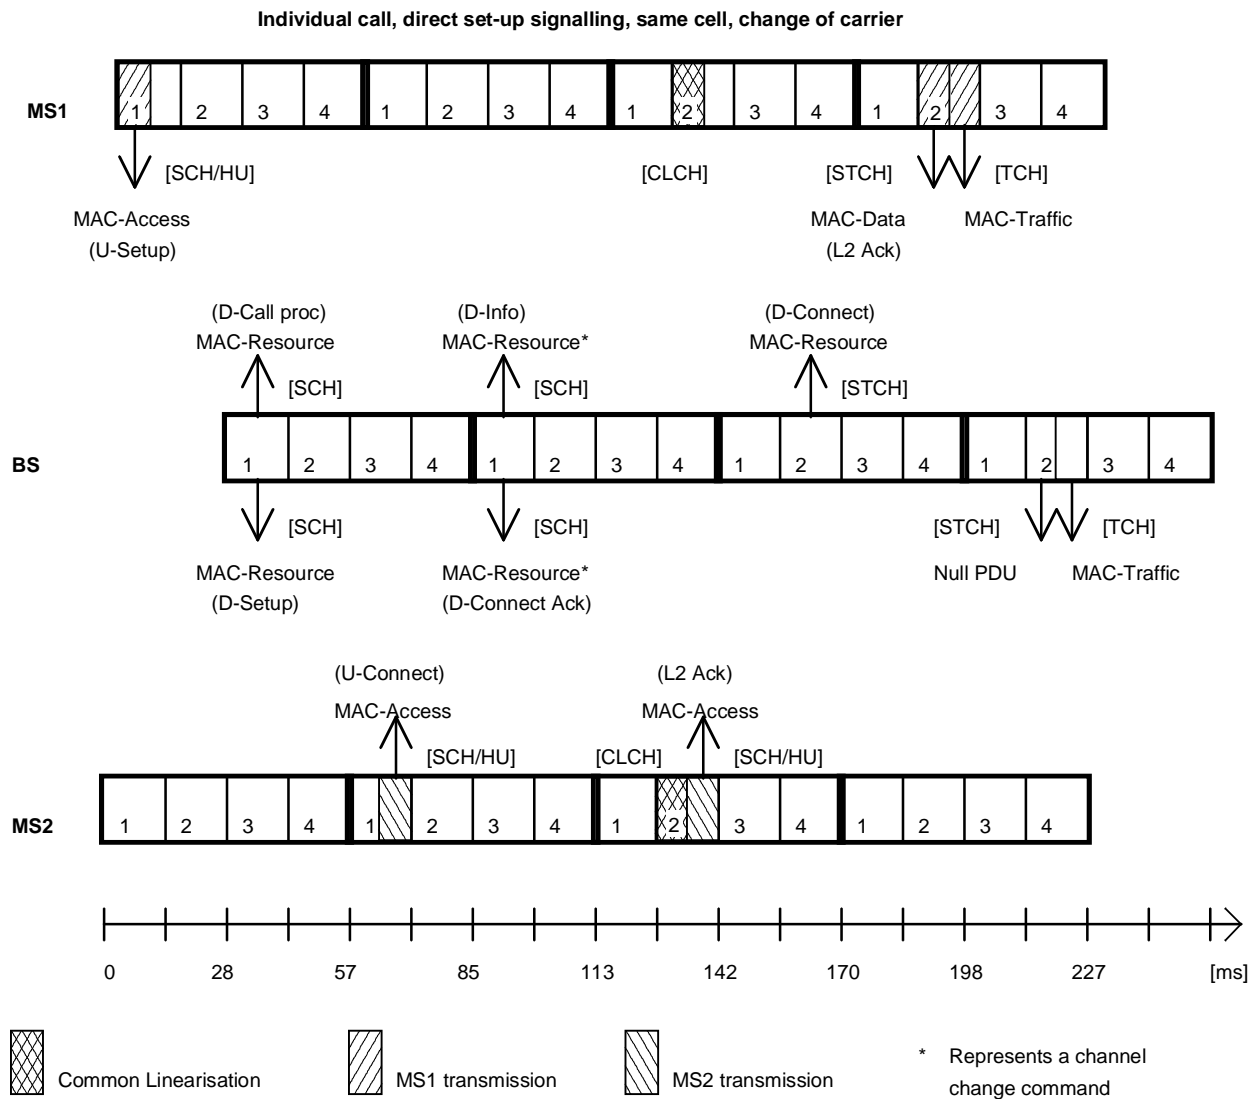 Individual call, direct set-up signalling, same cell, change of carrier
MS1
1 2 3 4 1 2 3 4 1 2 3 4 1 2 3 4
[SCH/HU] [CLCH] [STCH] [TCH]
MAC-Access MAC-Data MAC-Traffic
(U-Setup) (L2 Ack)
(D-Call proc) (D-Info) (D-Connect)
MAC-Resource MAC-Resource* MAC-Resource
[SCH] [SCH] [STCH]
BS
1 2 3 4 1 2 3 4 1 2 3 4 1 2 3 4
[SCH] [SCH] [STCH] [TCH]
MAC-Resource MAC-Resource* Null PDU MAC-Traffic
(D-Setup) (D-Connect Ack)
(U-Connect) (L2 Ack)
MAC-Access MAC-Access
[SCH/HU] [CLCH] [SCH/HU]
MS2
1 2 3 4 1 2 3 4 1 2 3 4 1 2 3 4
0 28 57 85 113 142 170 198 227 [ms]
Common Linearisation MS1 transmission MS2 transmission * Represents a channel
change command